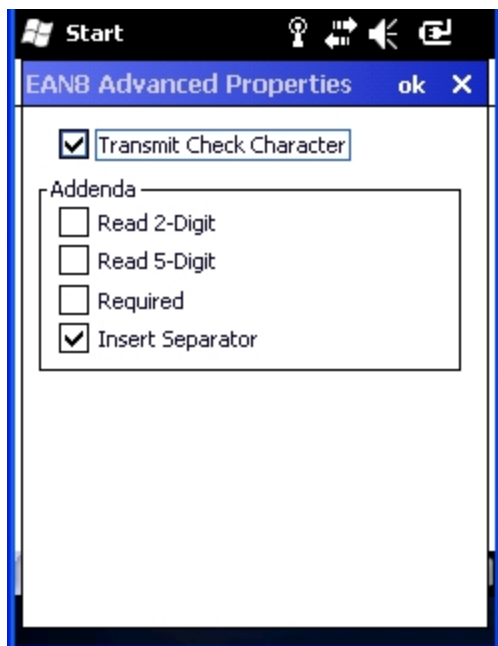 Start
EAN8 Advanced Properties ok X
Transmit Check Character
Addenda
Read 2-Digit
Read 5-Digit
Required
Insert Separator